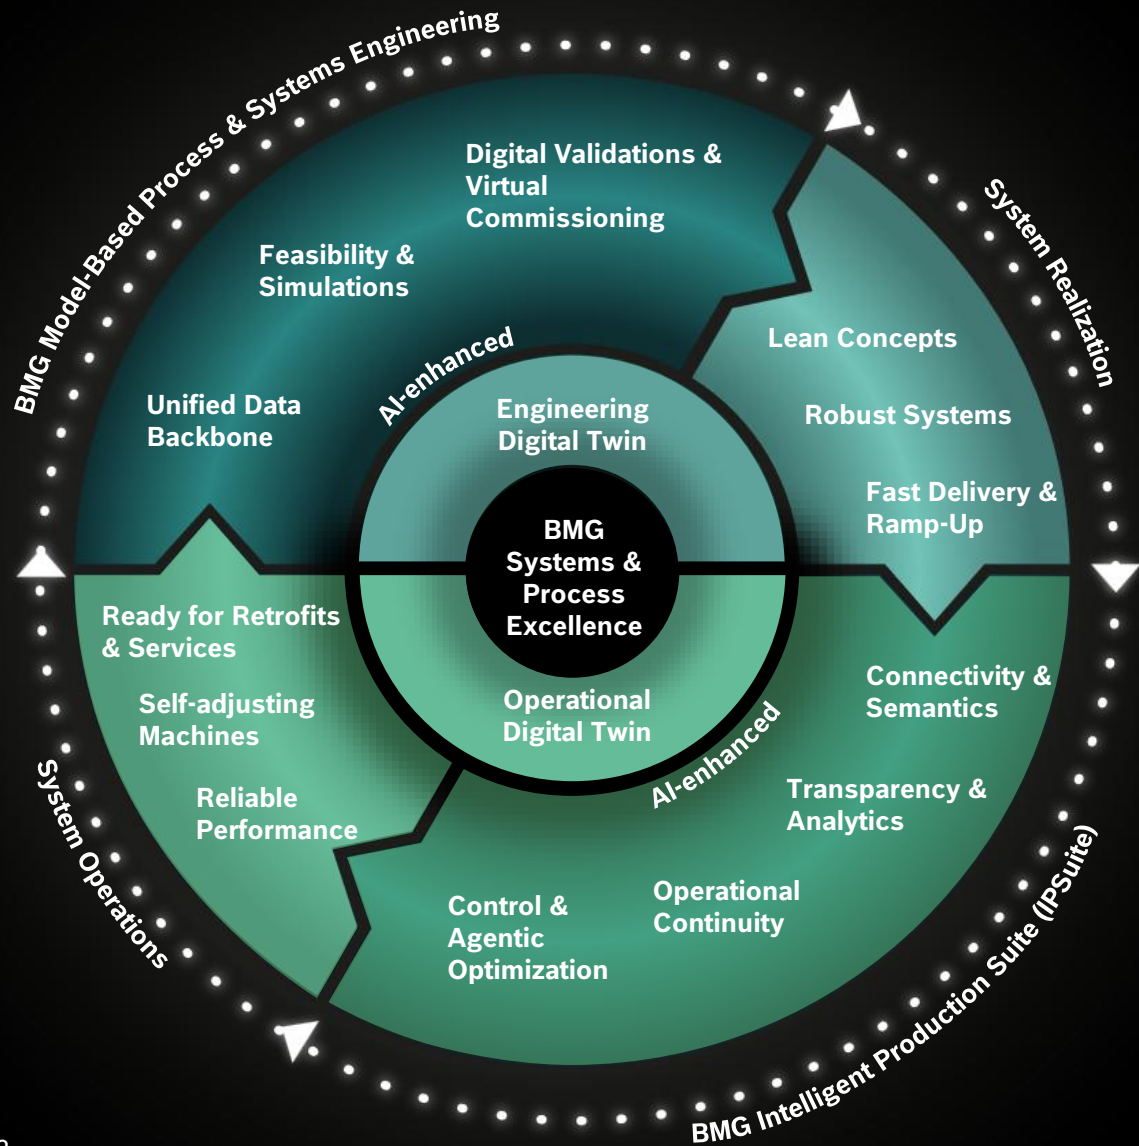 BMG Model-Based Process & Systems Engineering
System Realization
Digital Validations &
Virtual
Commissioning
Feasibility &
Simulations
Unified Data
Backbone
AI-enhanced
Lean Concepts
Robust Systems
Fast Delivery &
Ramp-Up
Engineering
Digital Twin
BMG
Systems &
Process
Excellence
Operational
Digital Twin
AI-enhanced
Connectivity &
Semantics
Transparency &
Analytics
Operational
Continuity
Control &
Agentic
Optimization
Ready for Retrofits
& Services
Self-adjusting
Machines
Reliable
Performance
System Operations
BMG Intelligent Production Suite (IPSuite)